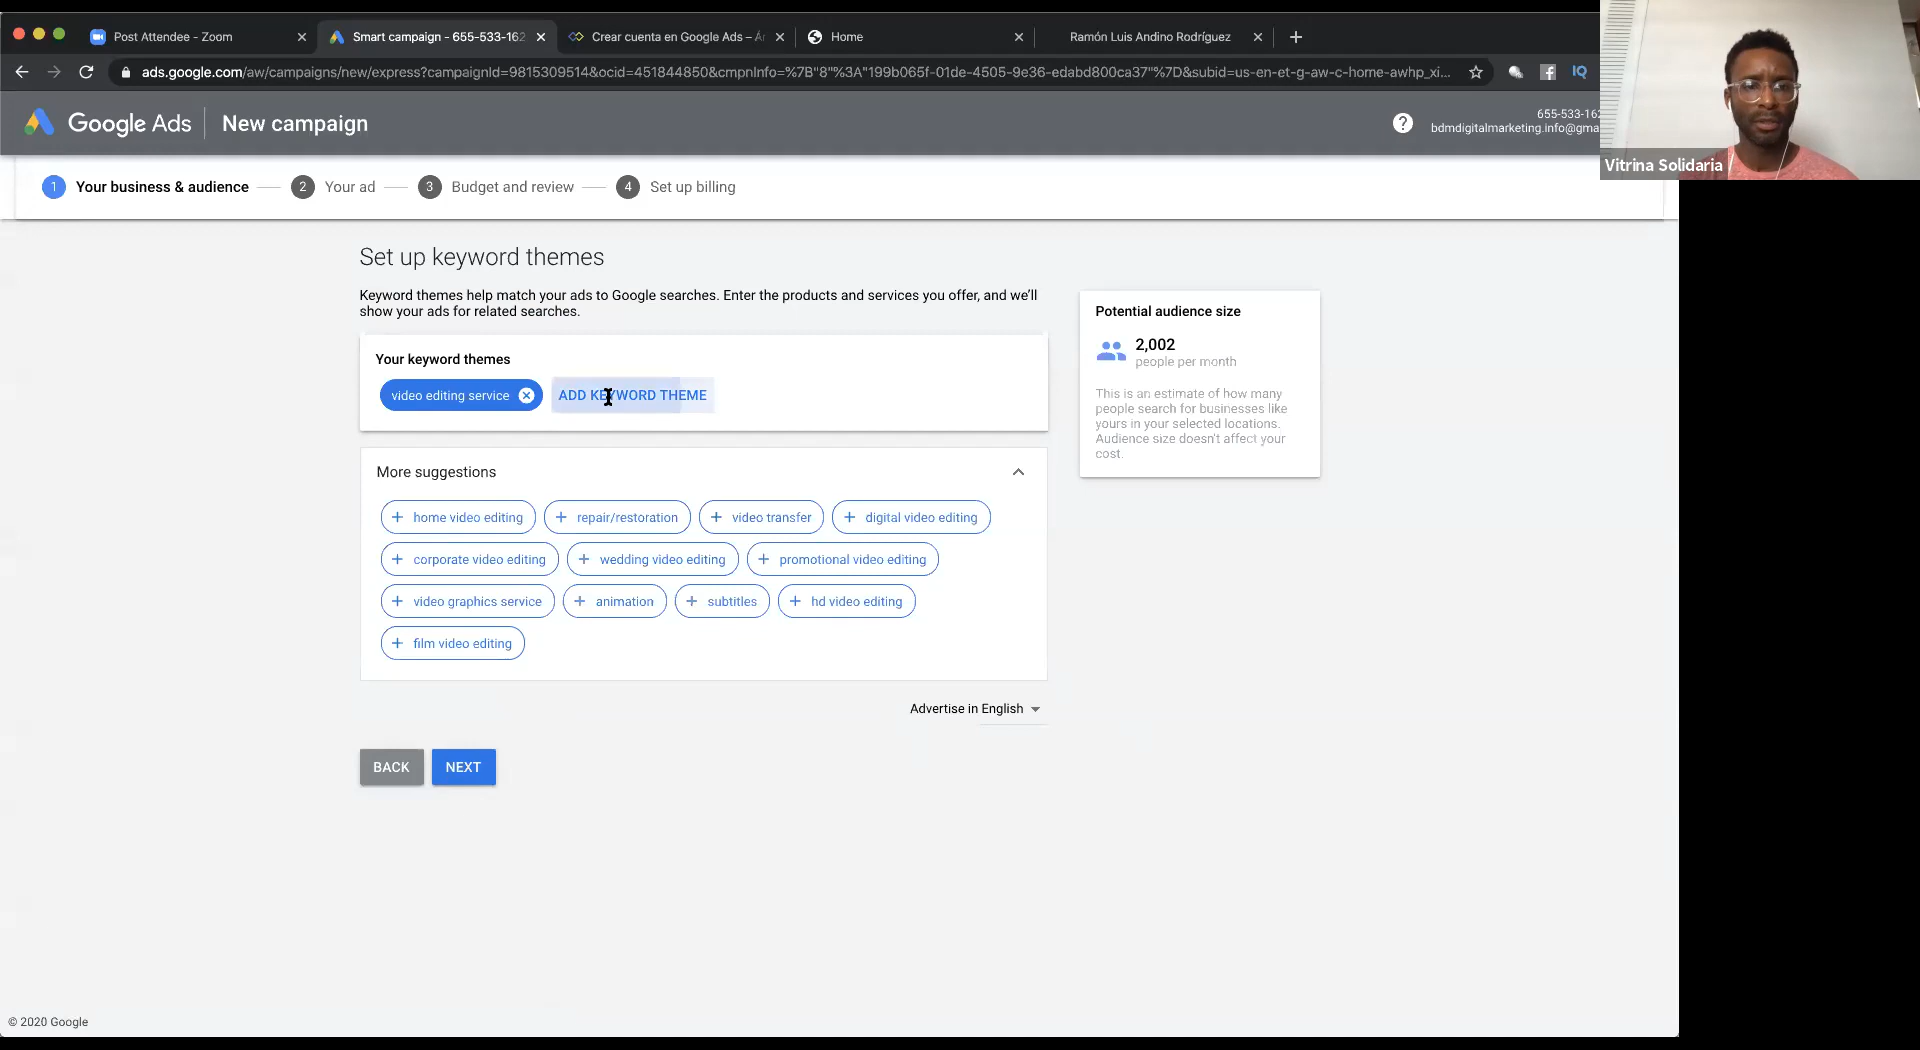 Post Attendee - Zoom
Smart campaign - 655-533-162
Crear cuenta en Google Ads –
Home
Ramón Luis Andino Rodríguez
ads.google.com/aw/campaigns/new/express?campaignId=9815309514&ocid=451844850&cmpnInfo=%7B"8"%3A"199b065f-01de-4505-9e36-edabd800ca37"%7D&subid=us-en-et-g-aw-c-home-awhp_xi...
IQ
Google Ads
New campaign
?
655-533-162
bdmdigitalmarketing.info@gma
Vitrina Solidaria
1 Your business & audience
2 Your ad
3 Budget and review
4 Set up billing
Set up keyword themes
Keyword themes help match your ads to Google searches. Enter the products and services you offer, and we'll
show your ads for related searches.
Your keyword themes
video editing service
ADD KEYWORD THEME
Potential audience size
2,002
people per month
This is an estimate of how many
people search for businesses like
yours in your selected locations.
Audience size doesn't affect your
cost.
More suggestions
+ home video editing
+ repair/restoration
+ video transfer
+ digital video editing
+ corporate video editing
+ wedding video editing
+ promotional video editing
+ video graphics service
+ animation
+ subtitles
+ hd video editing
+ film video editing
Advertise in English
BACK
NEXT
© 2020 Google